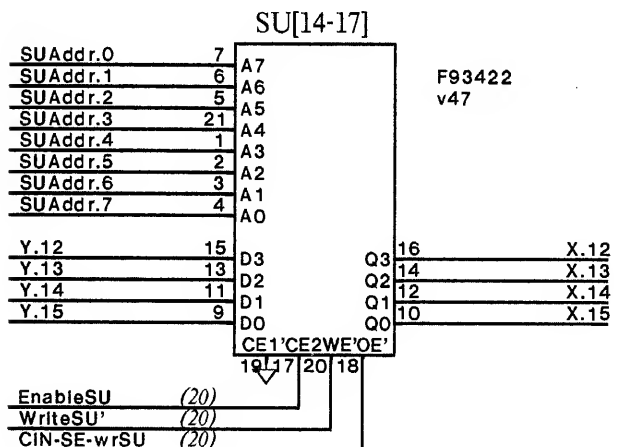 SU[14-17]
SUAddr.0 7 A7
SUAddr.1 6 A6 F93422
SUAddr.2 5 A5 v47
SUAddr.3 21 A4
SUAddr.4 1 A3
SUAddr.5 2 A2
SUAddr.6 3 A1
SUAddr.7 4 A0
Y.12 15 D3 Q3 16 X.12
Y.13 13 D2 Q2 14 X.13
Y.14 11 D1 Q1 12 X.14
Y.15 9 D0 Q0 10 X.15
CE1'CE2WE'OE'
19 17 20 18
EnableSU (20)
WriteSU' (20)
CIN-SE-wrSU (20)